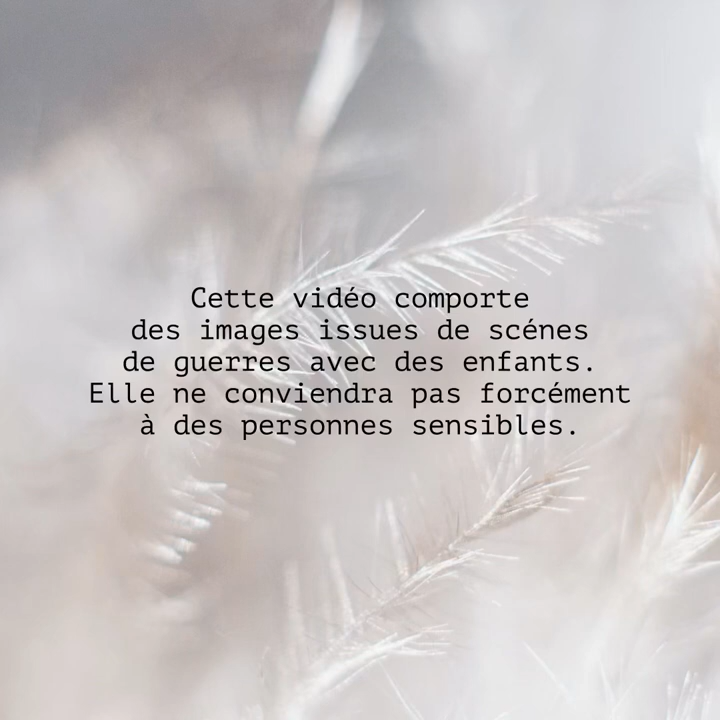 Cette vidéo comporte
des images issues de scénes
de guerres avec des enfants.
Elle ne conviendra pas forcément
à des personnes sensibles.